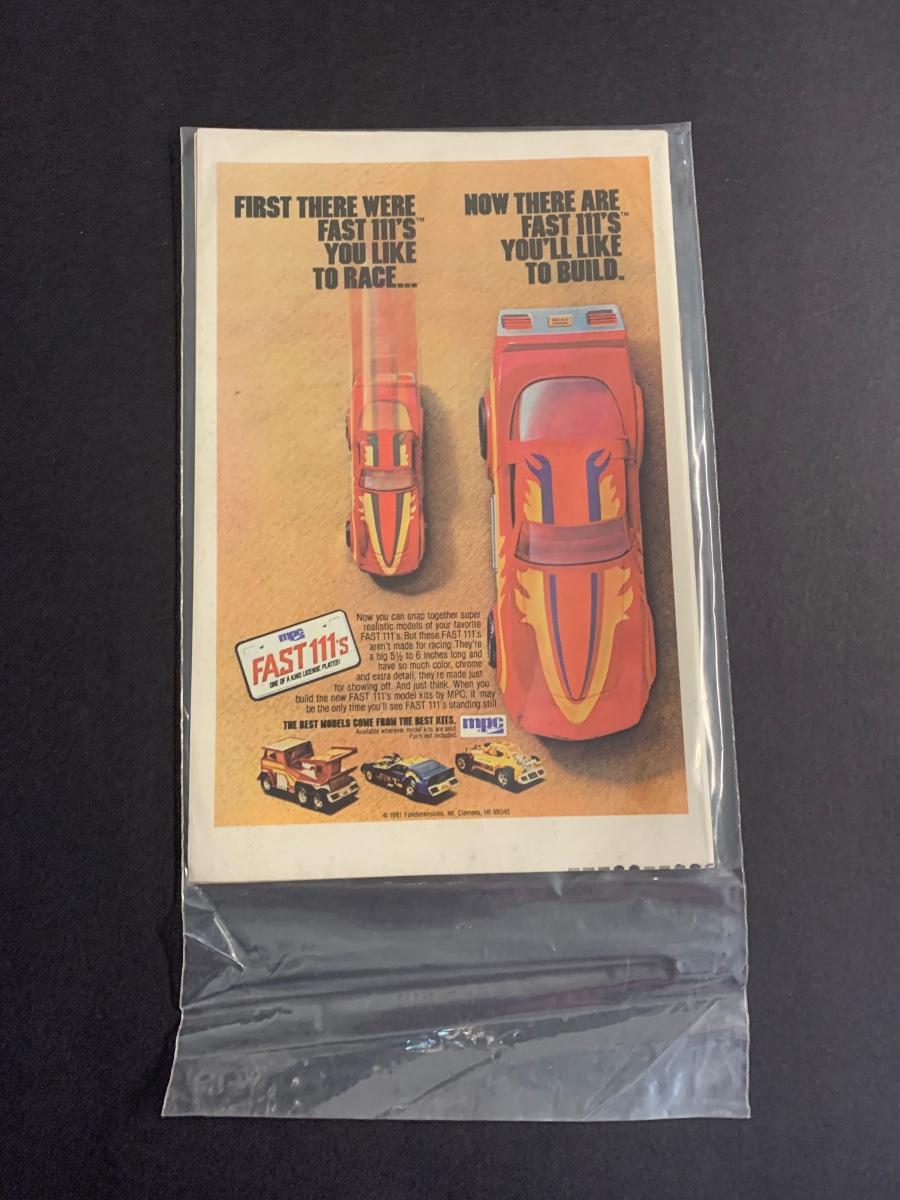 FIRST THERE WERE
FAST 111'S™
YOU LIKE
TO RACE...
NOW THERE ARE
FAST 111'S™
YOU'LL LIKE
TO BUILD.
mpc
FAST 111's
ONE OF A KIND LICENSE PLATES!
Now you can snap together super
realistic models of your favorite
FAST 111's. But these FAST 111's
aren't made for racing. They're
a big 5½ to 6 inches long and
have so much color, chrome
and extra detail, they're made just
for showing off. And just think. When you
build the new FAST 111's model kits by MPC, it may
be the only time you'll see FAST 111's standing still.
THE BEST MODELS COME FROM THE BEST KITS.
Available wherever model kits are sold.
Paints not included.
mpc
© 1981 Fundimensions, Mt. Clemens, MI 48045